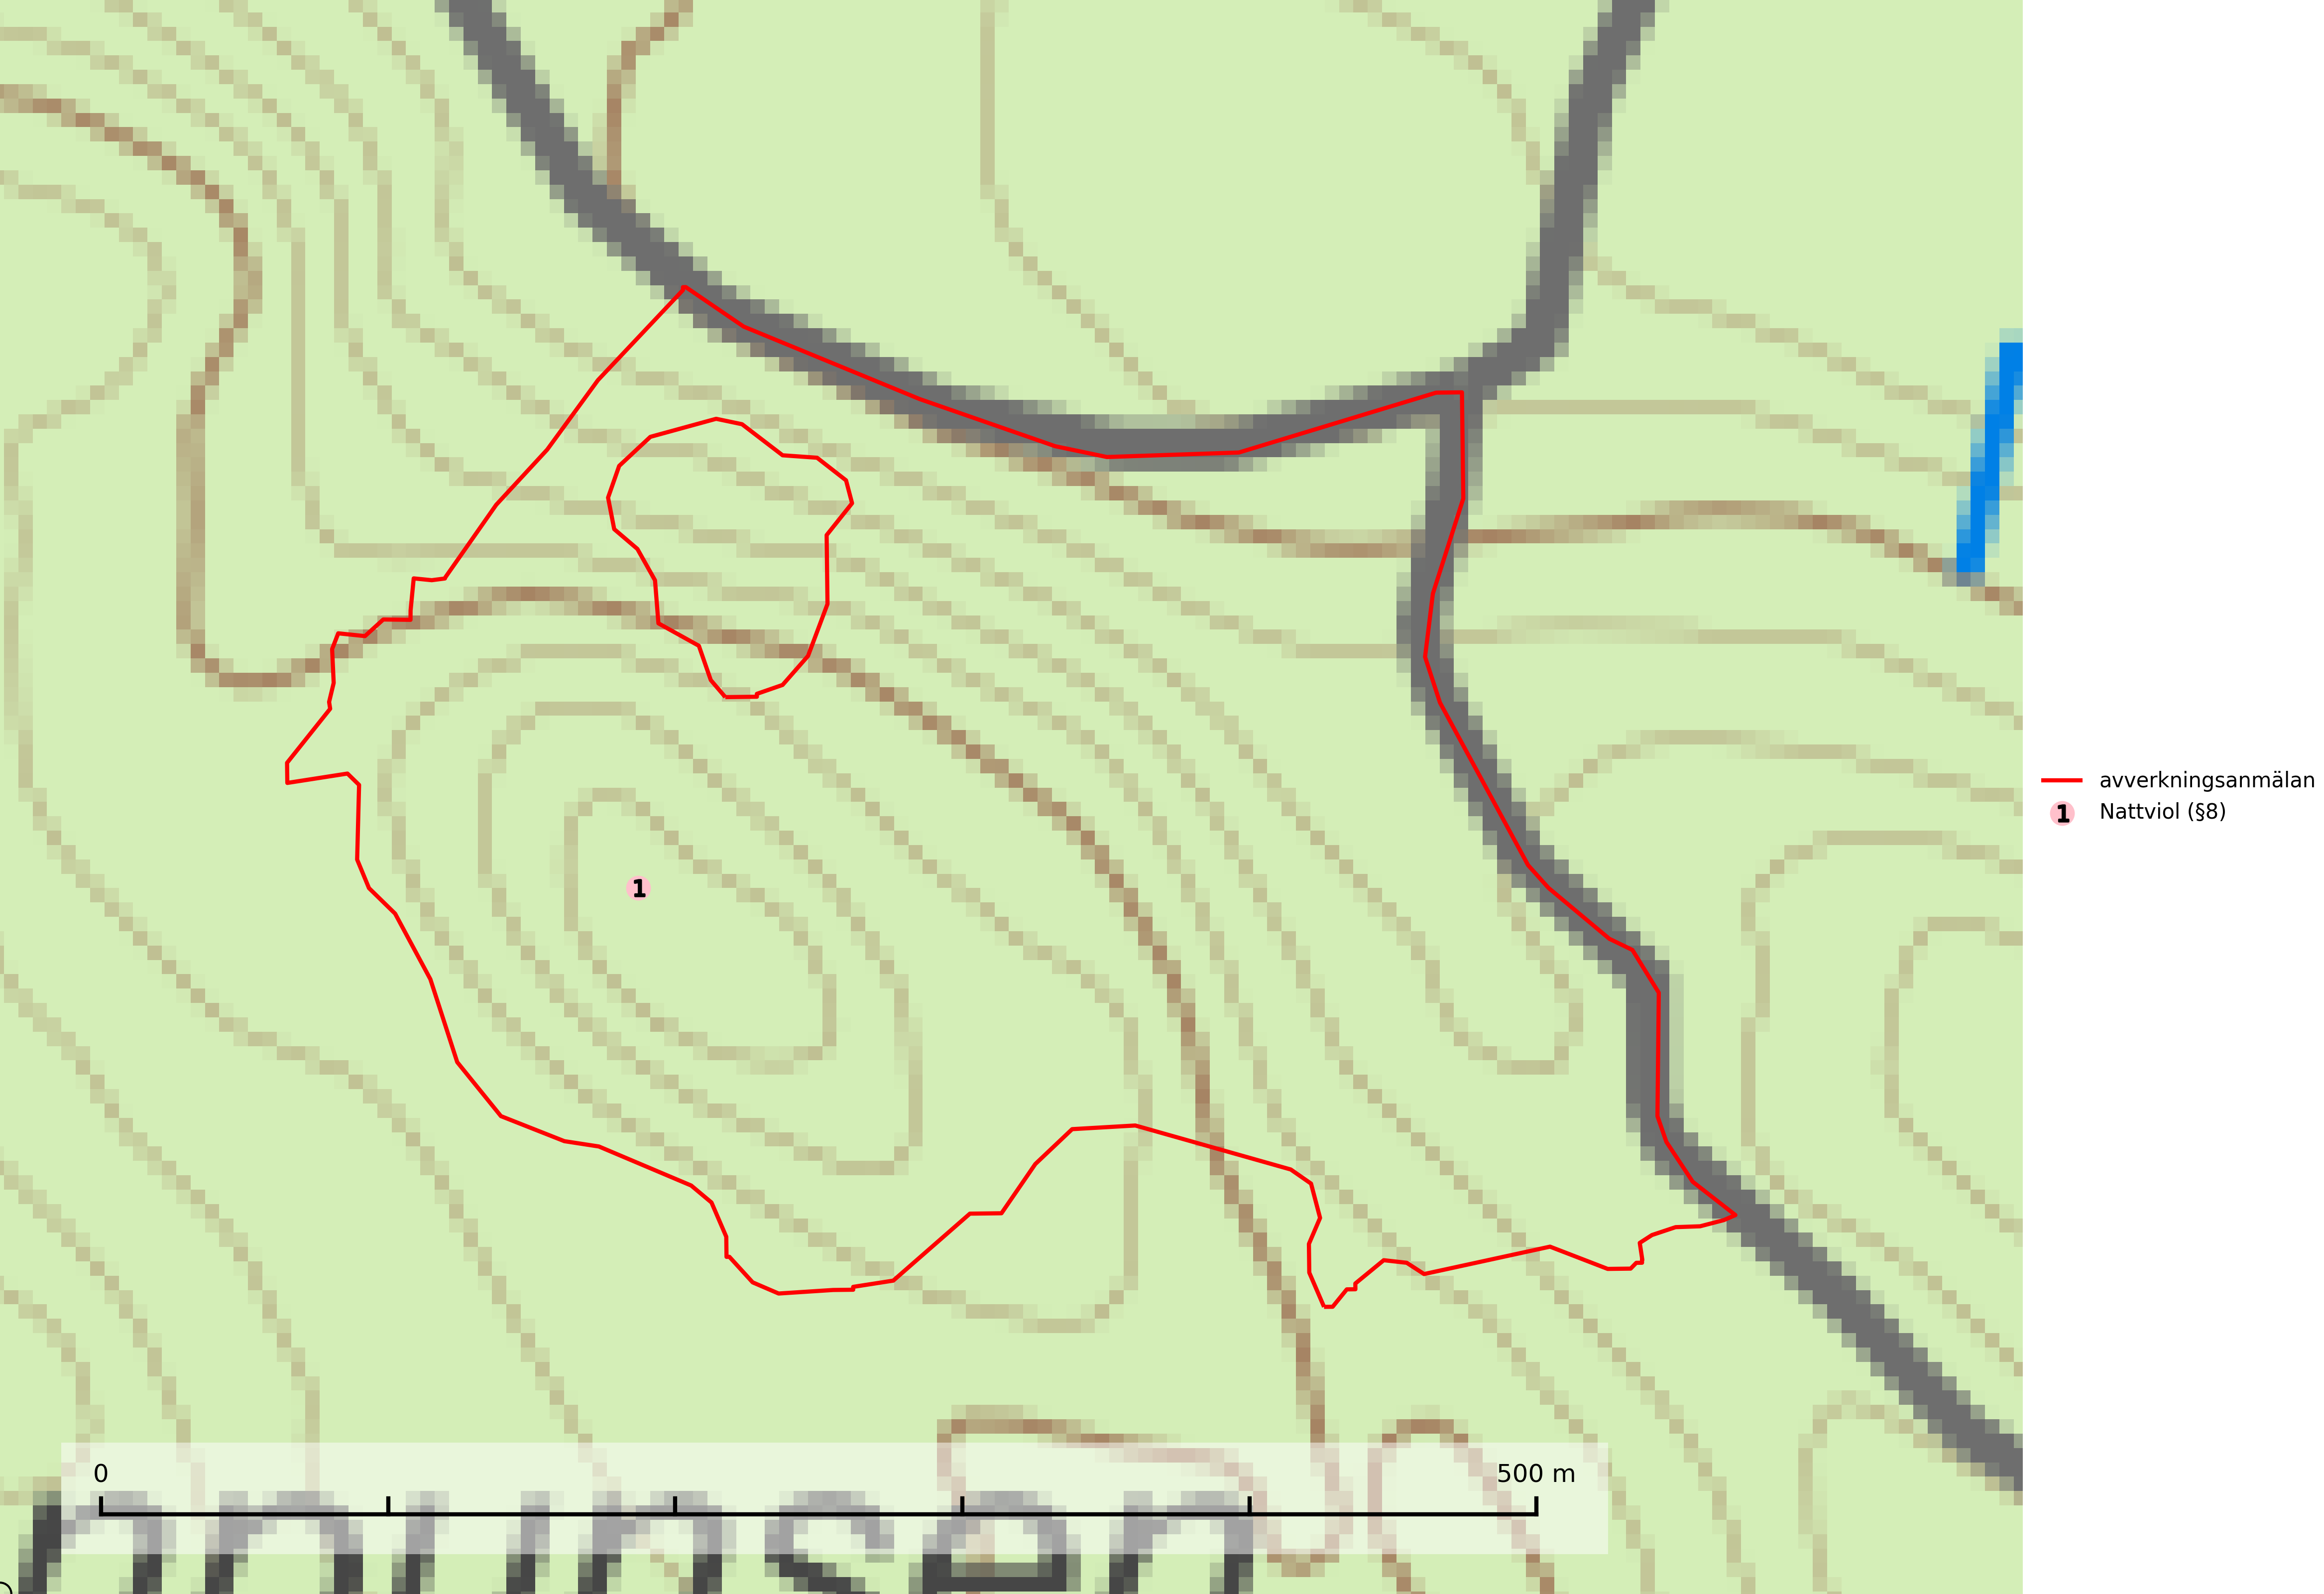 avverkningsanmälan
1 Nattviol (§8)
1
0 500 m